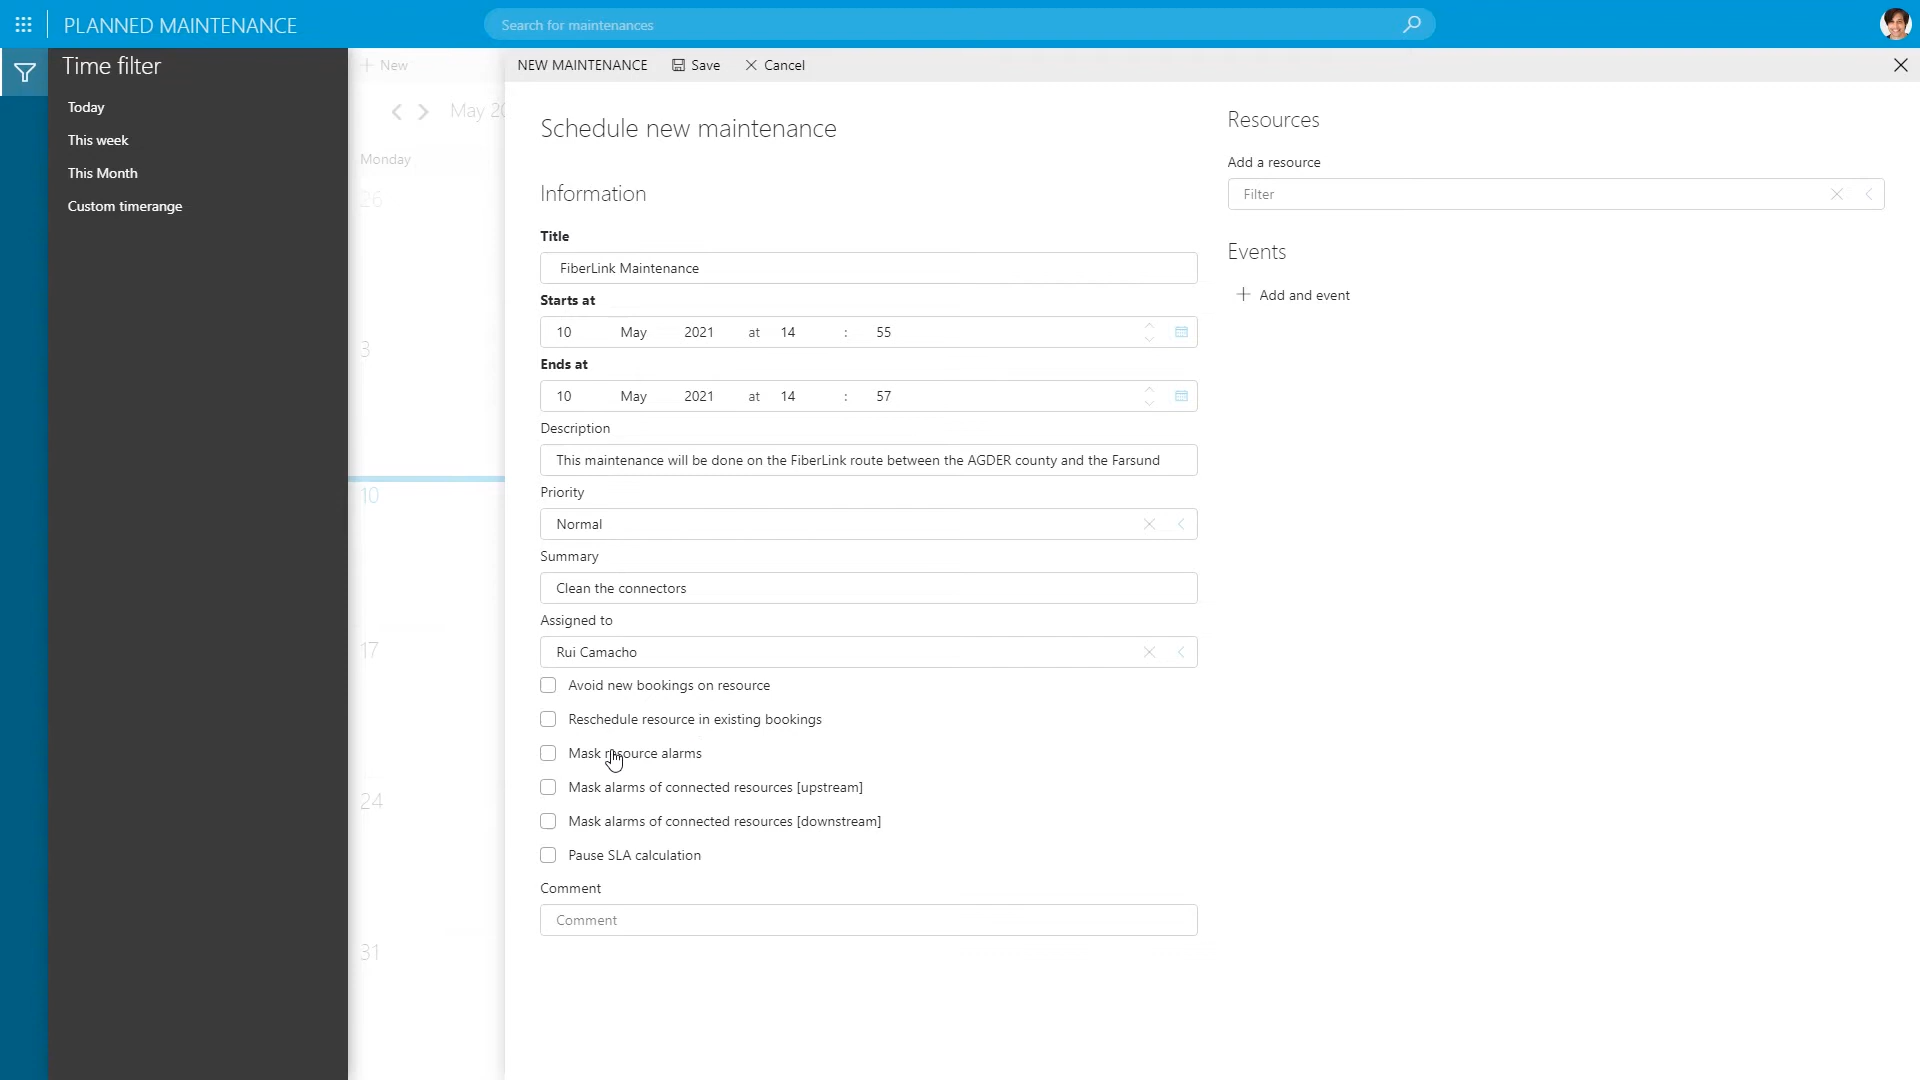 PLANNED MAINTENANCE
Search for maintenances
Time filter
Today
This week
This Month
Custom timerange
New
May 20
Monday
26
3
10
17
24
31
NEW MAINTENANCE
Save
Cancel
Schedule new maintenance
Information
Title
FiberLink Maintenance
Starts at
10 May 2021 at 14 : 55
Ends at
10 May 2021 at 14 : 57
Description
This maintenance will be done on the FiberLink route between the AGDER county and the Farsund
Priority
Normal
Summary
Clean the connectors
Assigned to
Rui Camacho
Avoid new bookings on resource
Reschedule resource in existing bookings
Mask resource alarms
Mask alarms of connected resources [upstream]
Mask alarms of connected resources [downstream]
Pause SLA calculation
Comment
Comment
Resources
Add a resource
Filter
Events
Add and event